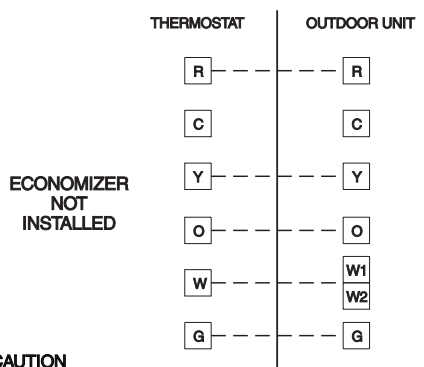 THERMOSTAT OUTDOOR UNIT
R R
C C
Y Y
ECONOMIZER
NOT
INSTALLED
O O
W W1
W2
G G
CAUTION